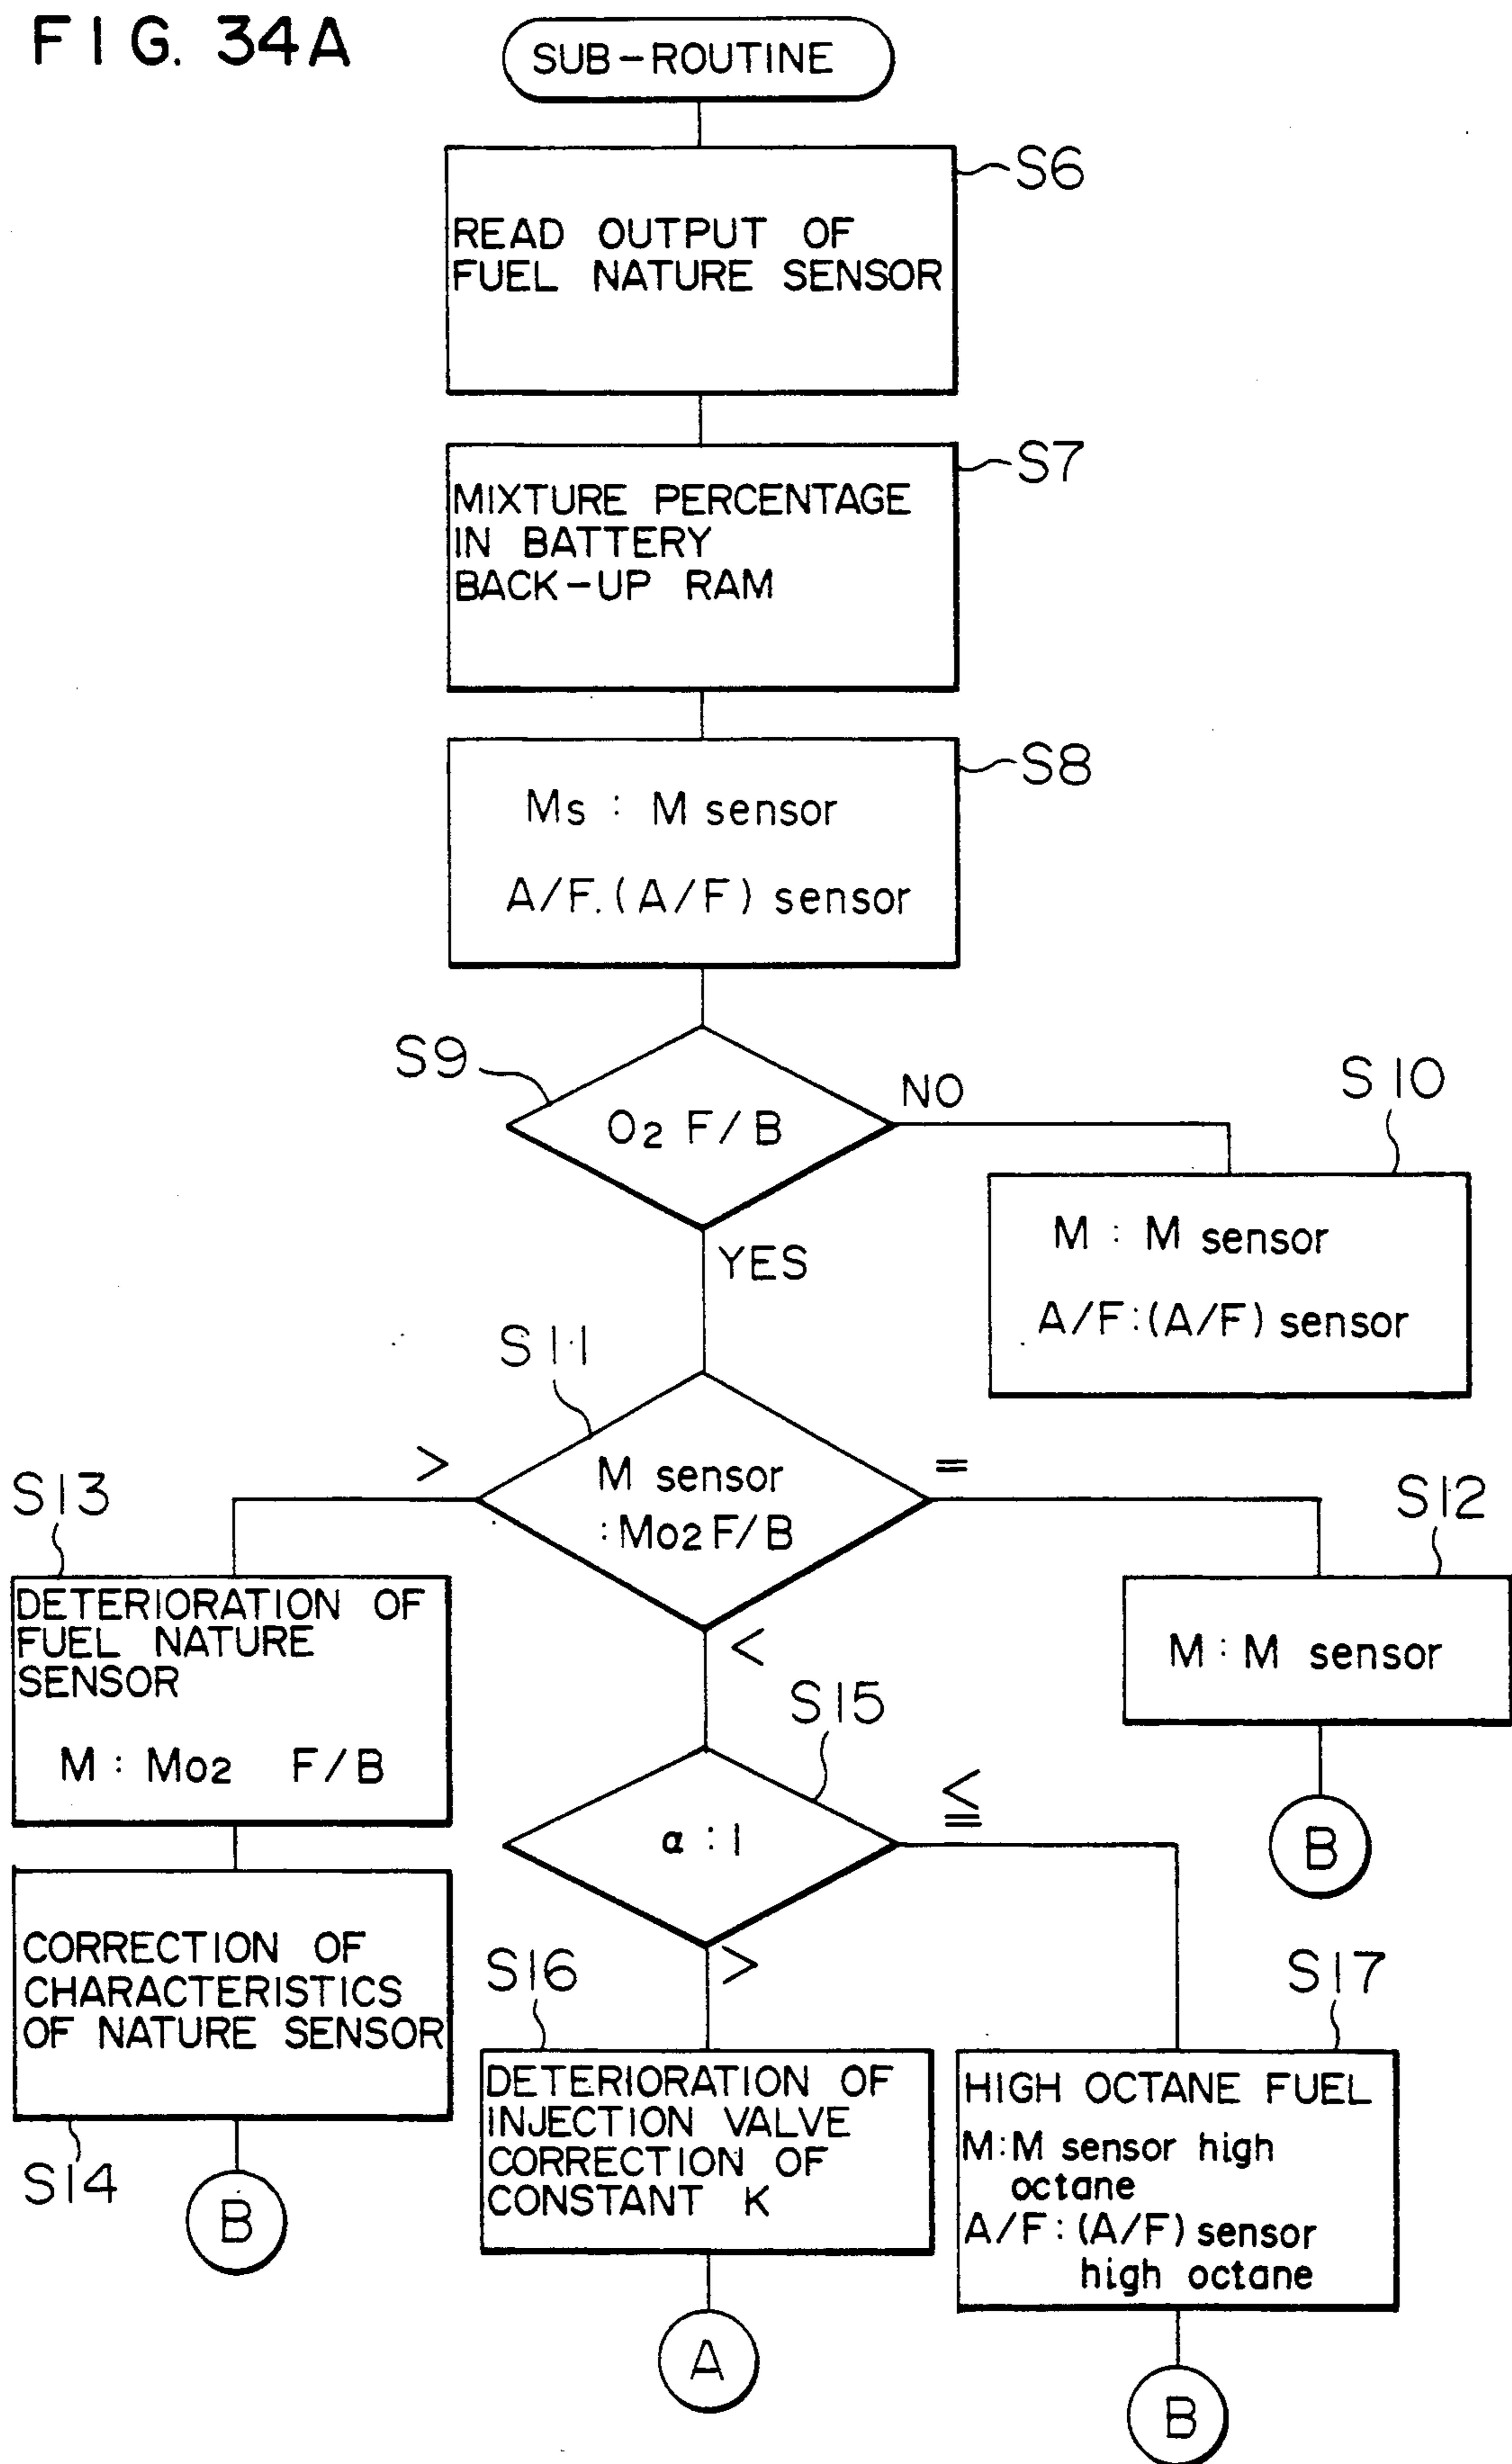 FIG. 34A
SUB-ROUTINE
S6
READ OUTPUT OF
FUEL NATURE SENSOR
S7
MIXTURE PERCENTAGE
IN BATTERY
BACK-UP RAM
S8
Ms : M sensor
A/F.(A/F) sensor
S9
O2 F/B
NO
S10
M : M sensor
A/F:(A/F) sensor
YES
S11
M sensor
:Mo2 F/B
>
=
<
S13
DETERIORATION OF
FUEL NATURE
SENSOR
M : Mo2 F/B
S12
M : M sensor
B
S15
α : 1
≦
>
CORRECTION OF
CHARACTERISTICS
OF NATURE SENSOR
S14
B
S16
DETERIORATION OF
INJECTION VALVE
CORRECTION OF
CONSTANT K
A
S17
HIGH OCTANE FUEL
M:M sensor high
octane
A/F:(A/F) sensor
high octane
B